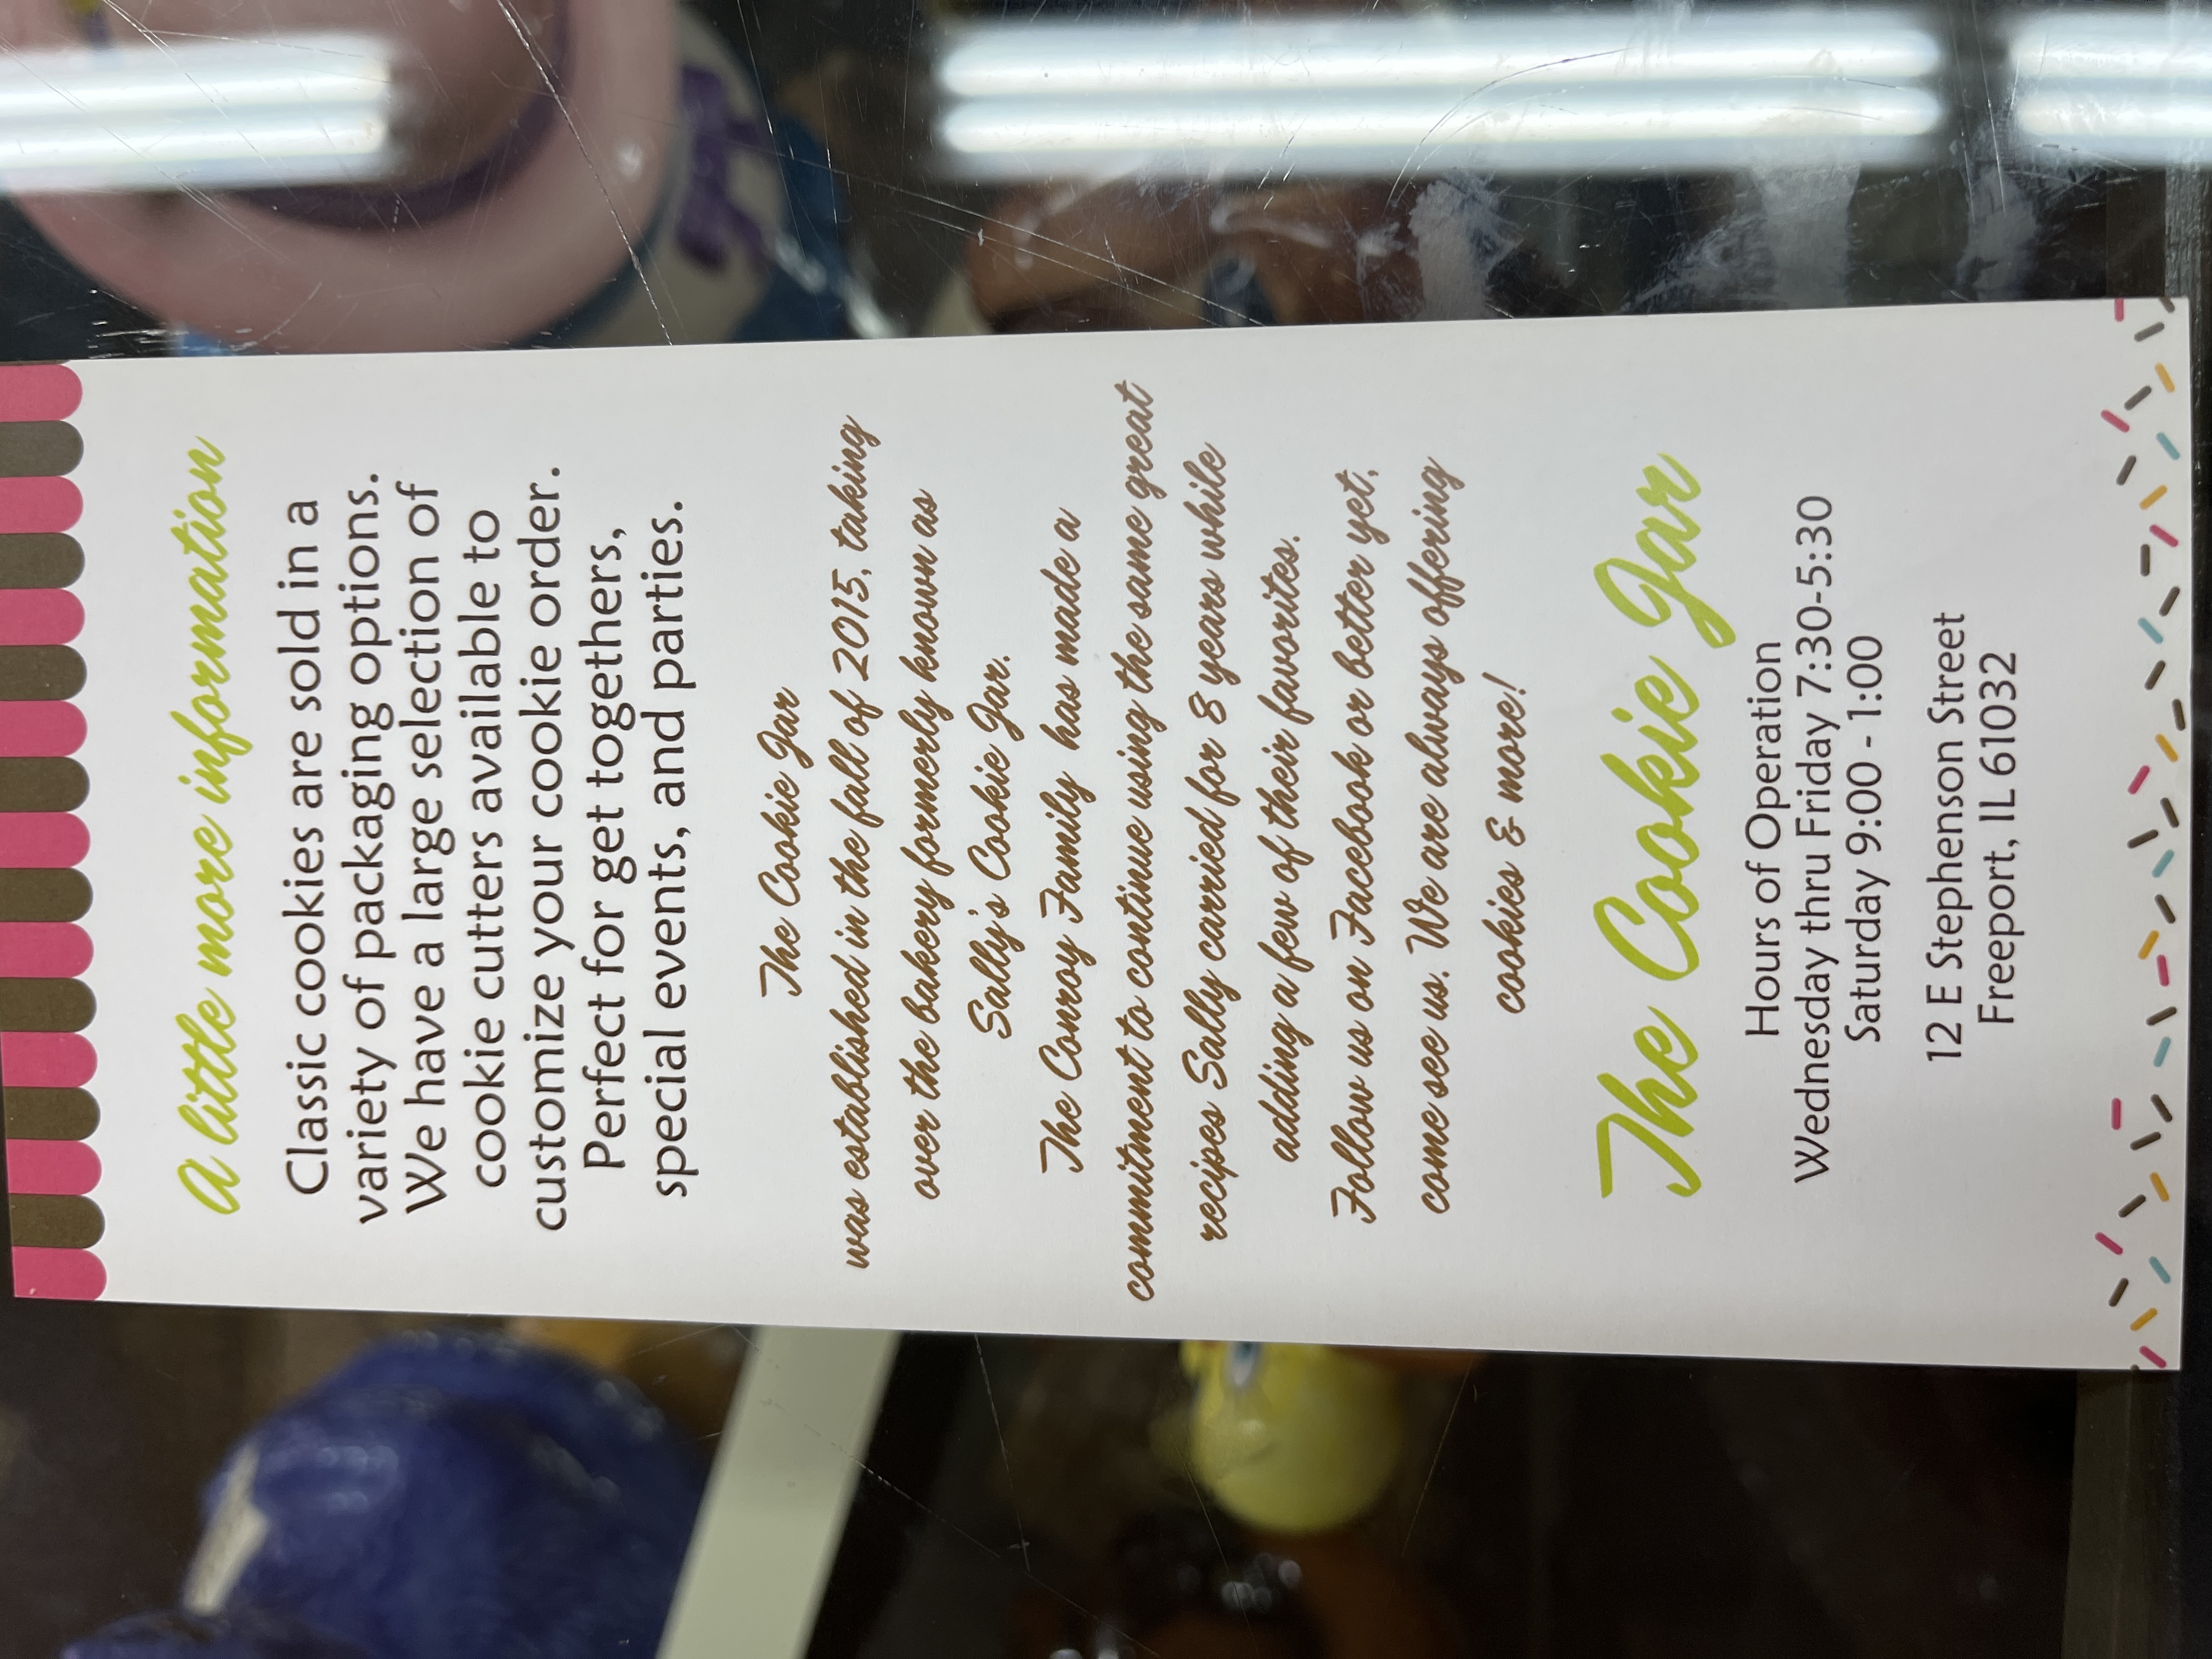 a little more information
Classic cookies are sold in a
variety of packaging options.
We have a large selection of
cookie cutters available to
customize your cookie order.
Perfect for get togethers,
special events, and parties.
The Cookie Jar
was established in the fall of 2015, taking
over the bakery formerly known as
Sally's Cookie Jar.
The Conroy Family has made a
commitment to continue using the same great
recipes Sally carried for 8 years while
adding a few of their favorites.
Follow us on Facebook or better yet,
come see us. We are always offering
cookies & more!
The Cookie Jar
Hours of Operation
Wednesday thru Friday 7:30-5:30
Saturday 9:00 - 1:00
12 E Stephenson Street
Freeport, IL 61032